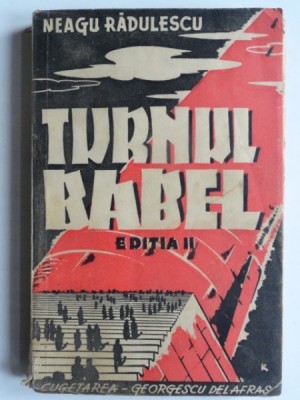 NEAGU RĂDULESCU
TURNUL
BABEL
EDIȚIA II
K
CUGETAREA - GEORGESCU DELAFRAS